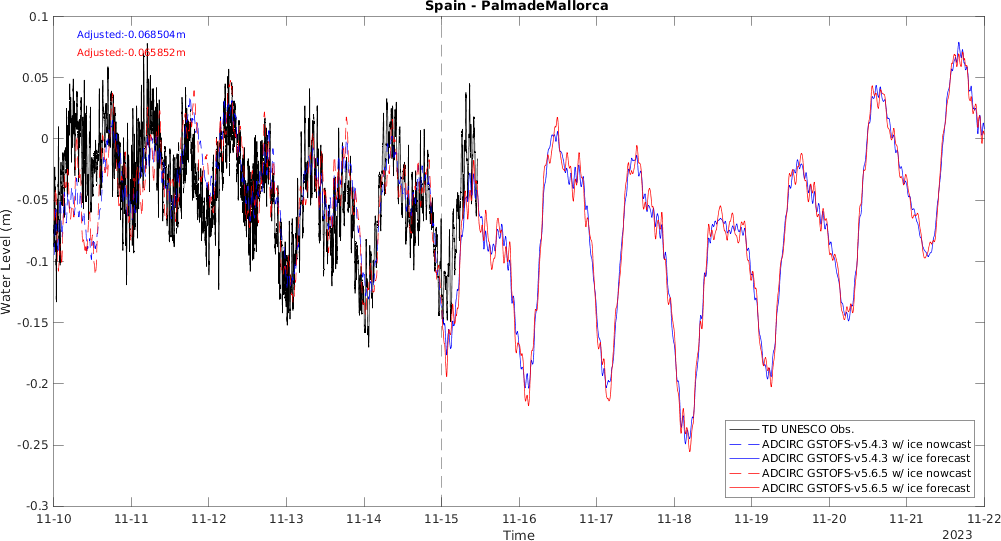 Spain - PalmadeMallorca
Adjusted:-0.068504m
Adjusted:-0.065852m
0.1
0.05
0
-0.05
-0.1
-0.15
-0.2
-0.25
-0.3
Water Level (m)
TD UNESCO Obs.
ADCIRC GSTOFS-v5.4.3 w/ ice nowcast
ADCIRC GSTOFS-v5.4.3 w/ ice forecast
ADCIRC GSTOFS-v5.6.5 w/ ice nowcast
ADCIRC GSTOFS-v5.6.5 w/ ice forecast
11-10 11-11 11-12 11-13 11-14 11-15 11-16 11-17 11-18 11-19 11-20 11-21 11-22
Time
2023